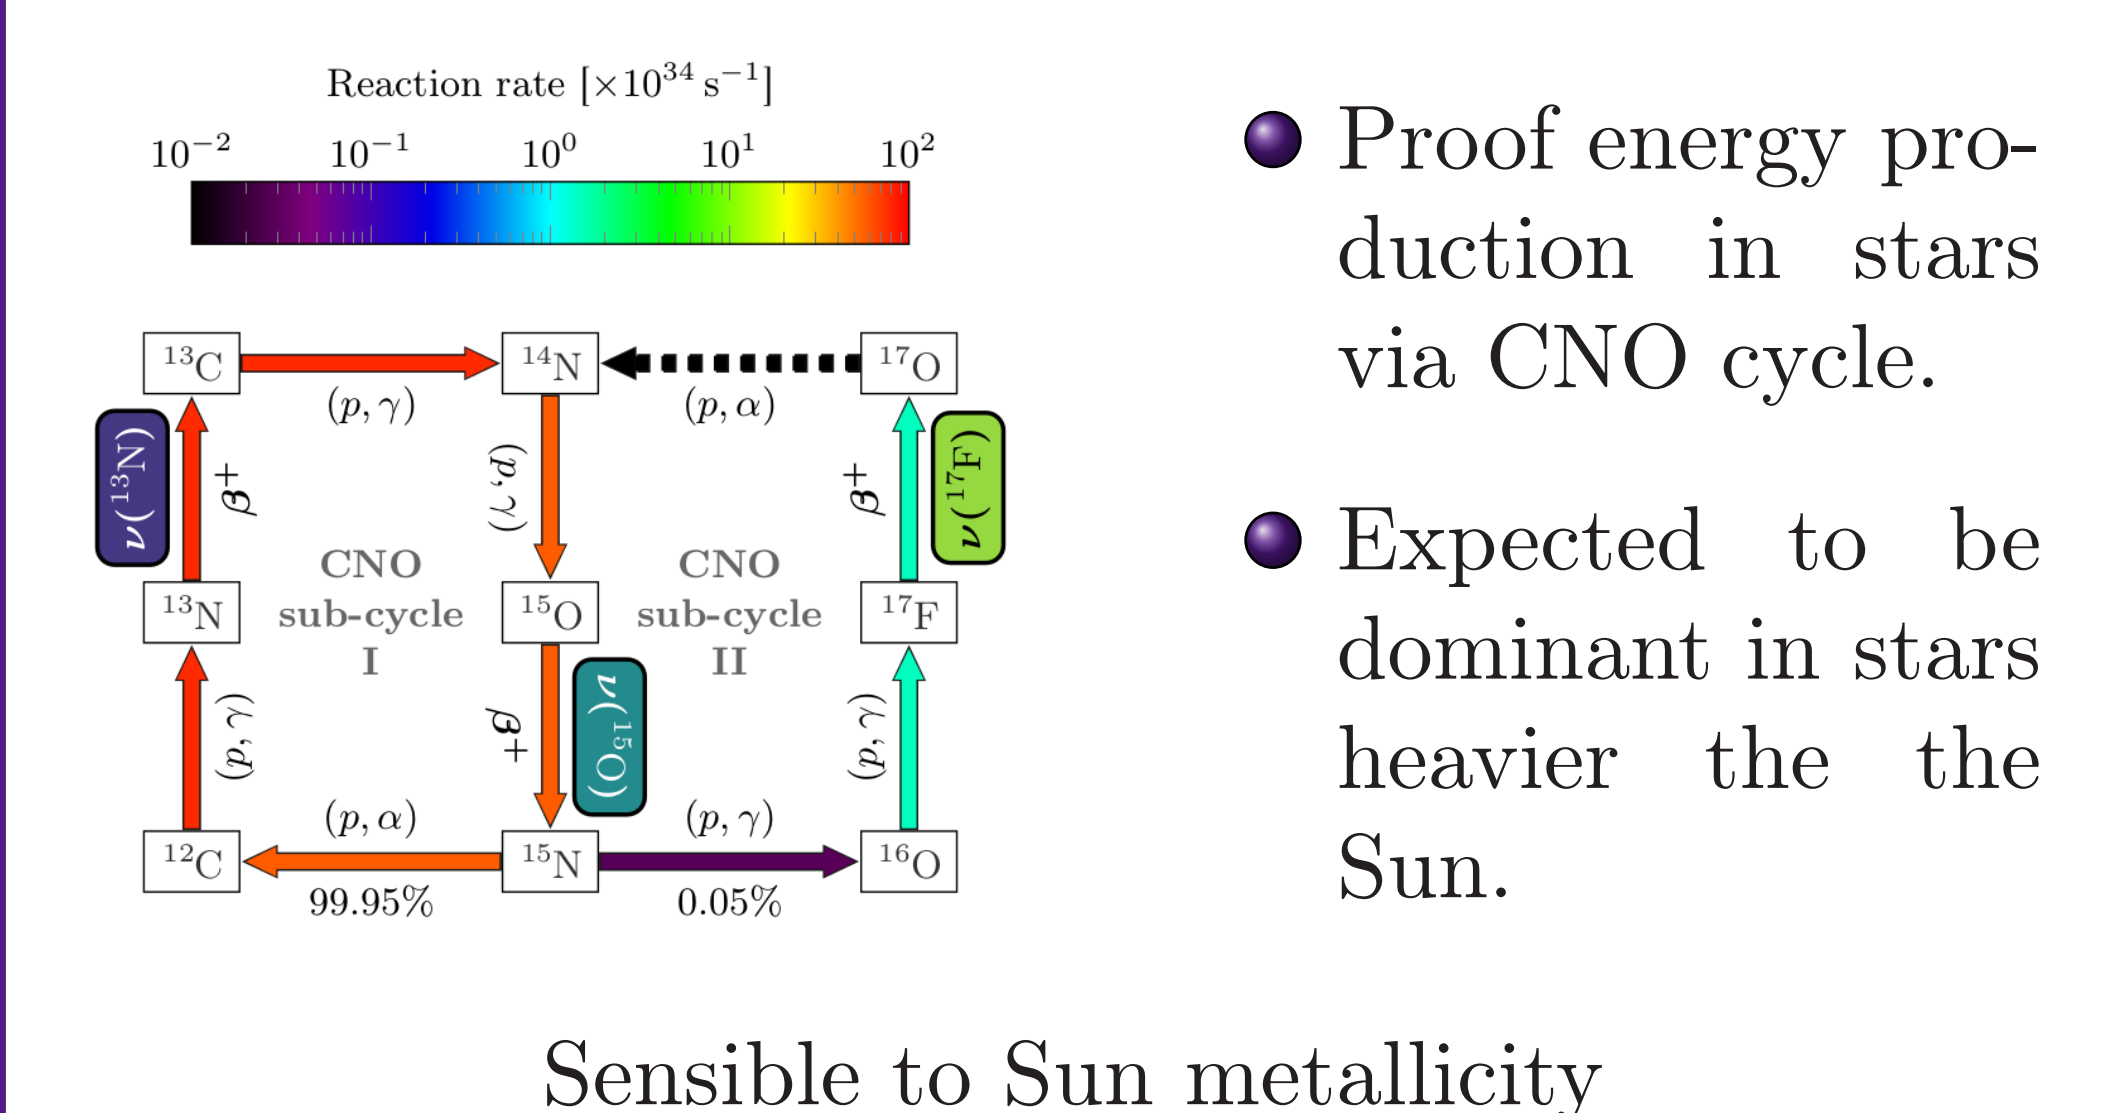 Reaction rate [×10³⁴ s⁻¹]
10⁻² 10⁻¹ 10⁰ 10¹ 10²
¹³C ¹⁴N ¹⁷O
(p, γ) (p, α)
ν(¹³N) β⁺ (p, γ) β⁺ ν(¹⁷F)
CNO
sub-cycle
I
CNO
sub-cycle
II
¹³N ¹⁵O ¹⁷F
(p, γ) β⁺ ν(¹⁵O) (p, γ)
(p, α) (p, γ)
¹²C ¹⁵N ¹⁶O
99.95% 0.05%
Proof energy pro-
duction in stars
via CNO cycle.
Expected to be
dominant in stars
heavier the the
Sun.
Sensible to Sun metallicity